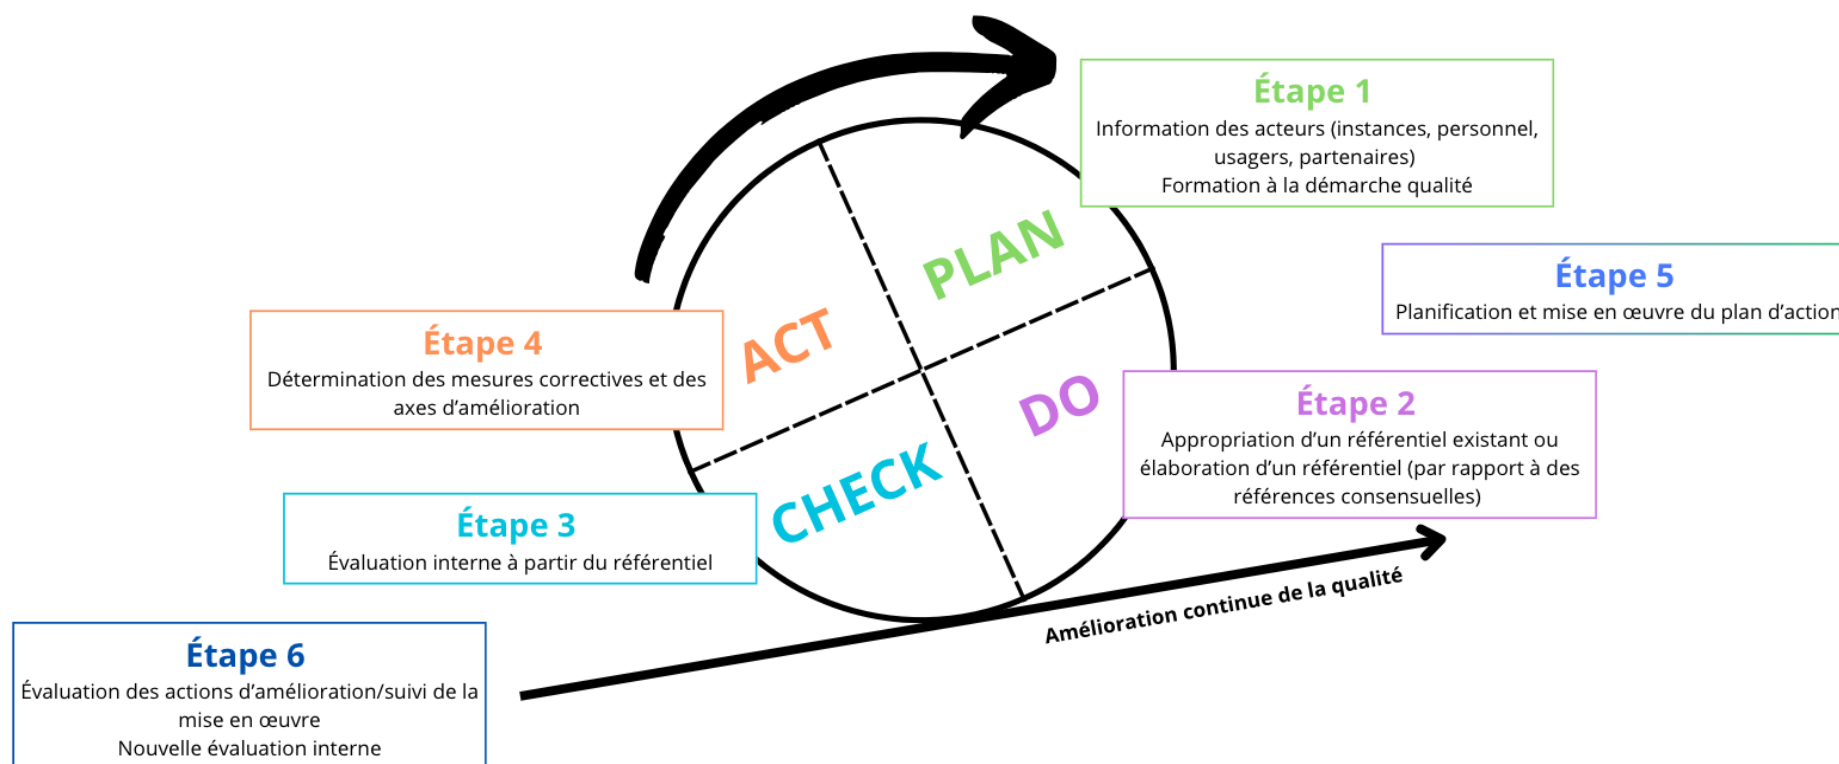 Étape 1
Information des acteurs (instances, personnel,
usagers, partenaires)
Formation à la démarche qualité
PLAN
Étape 5
Planification et mise en œuvre du plan d’action
ACT
Étape 4
Détermination des mesures correctives et des
axes d’amélioration
DO
Étape 2
Appropriation d’un référentiel existant ou
élaboration d’un référentiel (par rapport à des
références consensuelles)
CHECK
Étape 3
Évaluation interne à partir du référentiel
Amélioration continue de la qualité
Étape 6
Évaluation des actions d’amélioration/suivi de la
mise en œuvre
Nouvelle évaluation interne